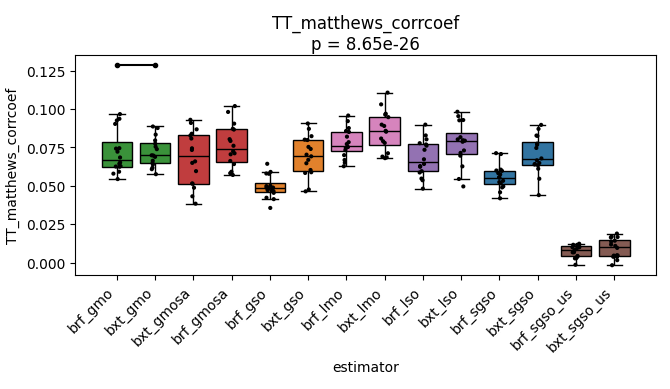 TT_matthews_corrcoef
p = 8.65e-26
TT_matthews_corrcoef
0.125
0.100
0.075
0.050
0.025
0.000
brf_gmo
bxt_gmo
bxt_gmosa
brf_gmosa
brf_gso
bxt_gso
brf_lmo
bxt_lmo
brf_lso
bxt_lso
brf_sgso
bxt_sgso
brf_sgso_us
bxt_sgso_us
estimator